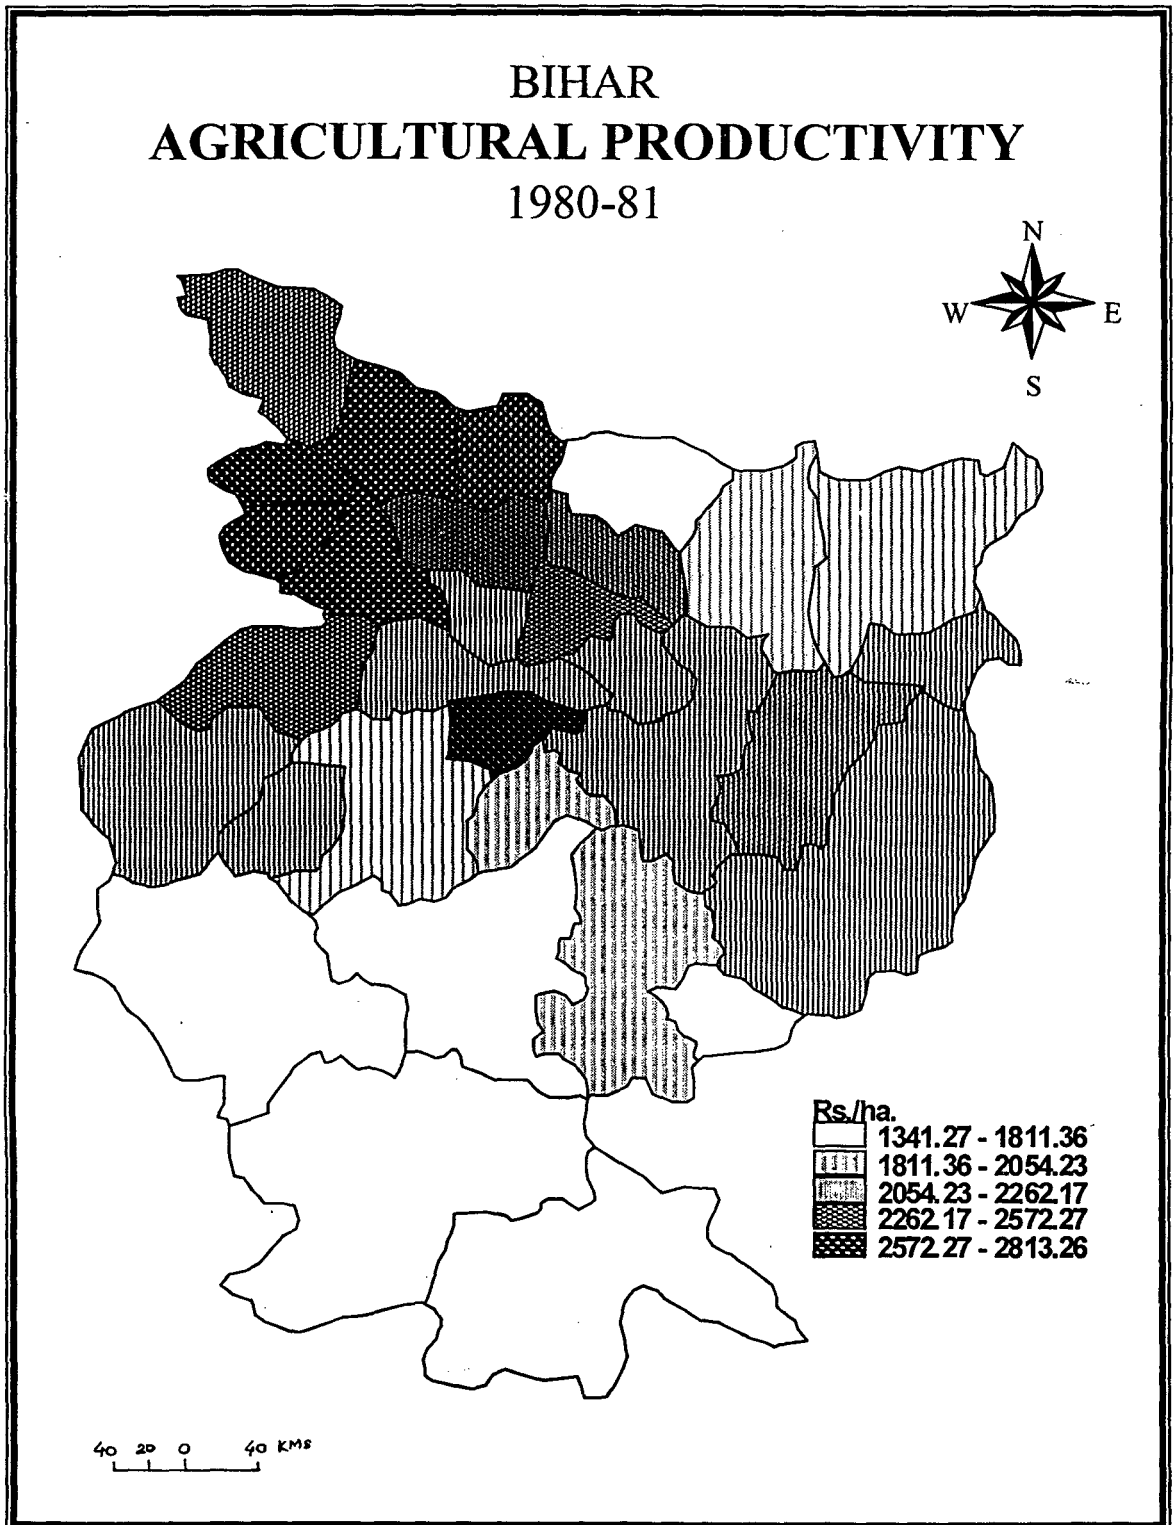 BIHAR
AGRICULTURAL PRODUCTIVITY
1980-81
N
W E
S
Rs./ha.
1341.27 - 1811.36
1811.36 - 2054.23
2054.23 - 2262.17
2262.17 - 2572.27
2572.27 - 2813.26
40 20 0 40 KMS